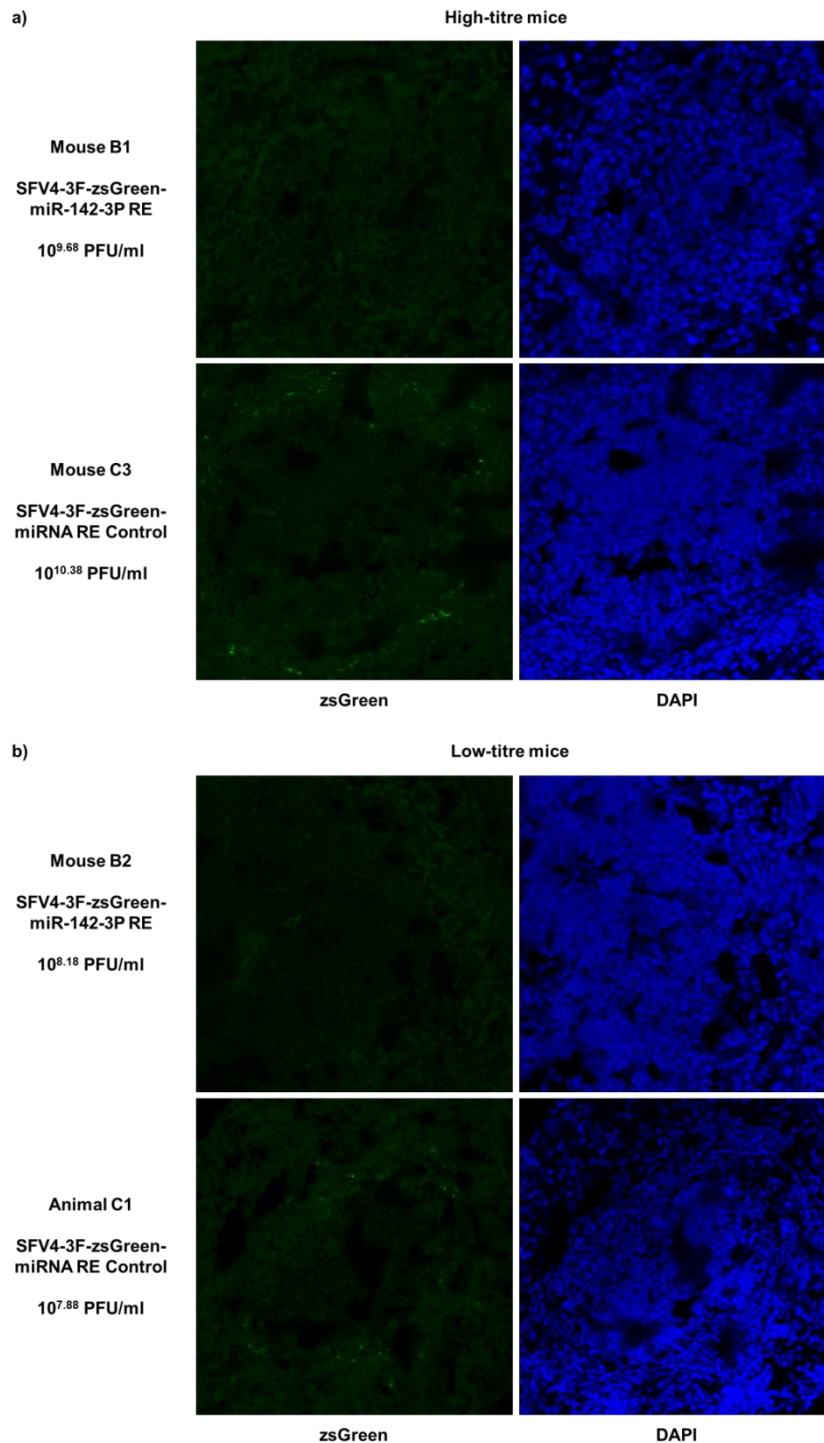 a)
High-titre mice
Mouse B1
SFV4-3F-zsGreen-
miR-142-3P RE
10^9.68 PFU/ml
Mouse C3
SFV4-3F-zsGreen-
miRNA RE Control
10^10.38 PFU/ml
zsGreen
DAPI
b)
Low-titre mice
Mouse B2
SFV4-3F-zsGreen-
miR-142-3P RE
10^8.18 PFU/ml
Animal C1
SFV4-3F-zsGreen-
miRNA RE Control
10^7.88 PFU/ml
zsGreen
DAPI